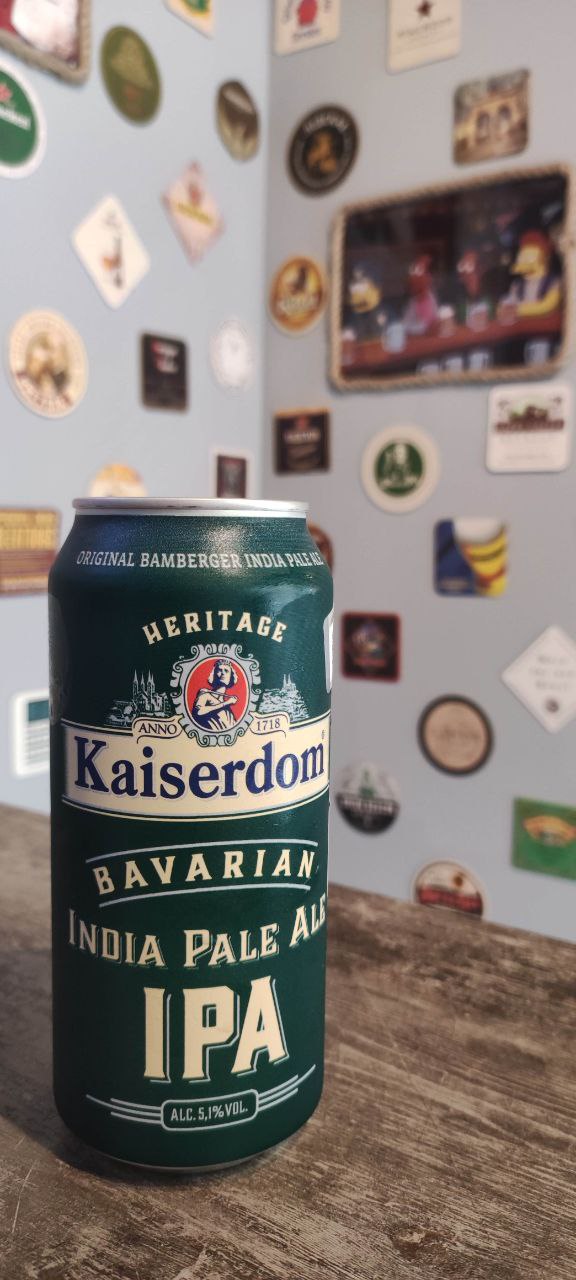 ORIGINAL BAMBERGER INDIA PALE ALE
HERITAGE
ANNO 1718
Kaiserdom
BAVARIAN
INDIA PALE ALE
IPA
ALC. 5,1% VOL.